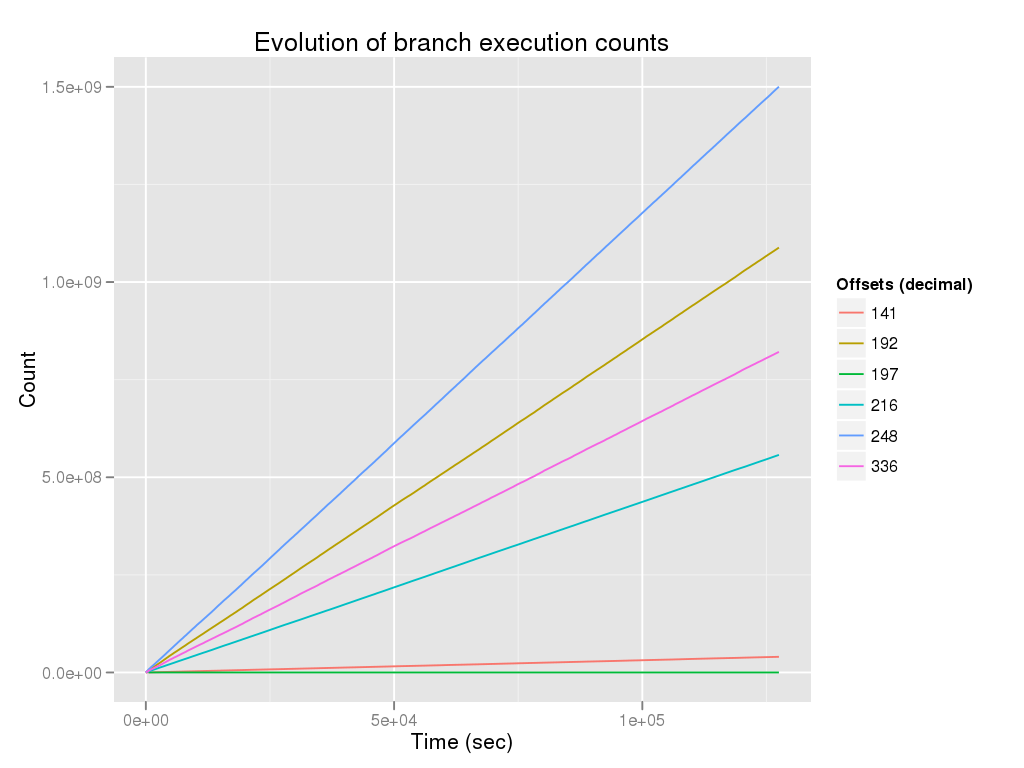 Evolution of branch execution counts
1.5e+09
1.0e+09
5.0e+08
0.0e+00
Count
0e+00
5e+04
1e+05
Time (sec)
Offsets (decimal)
141
192
197
216
248
336